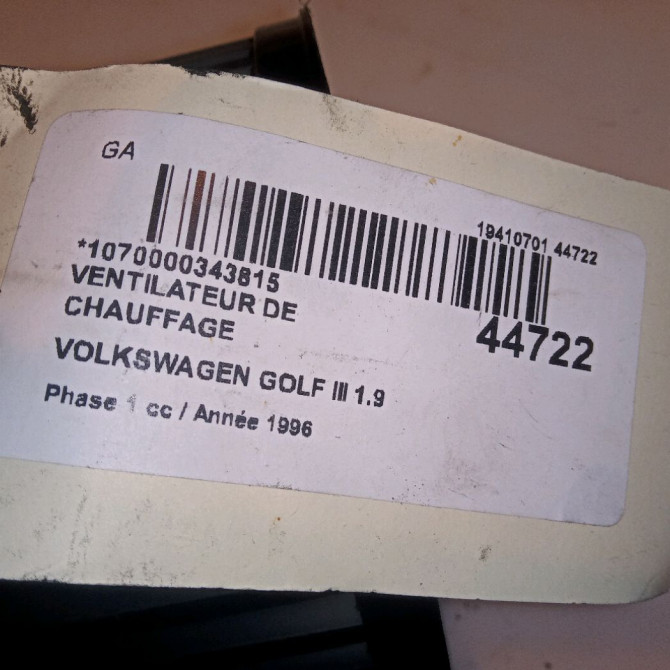 GA
19410701 44722
*1070000343815
44722
VENTILATEUR DE
CHAUFFAGE
VOLKSWAGEN GOLF III 1.9
Phase 1 cc / Année 1996